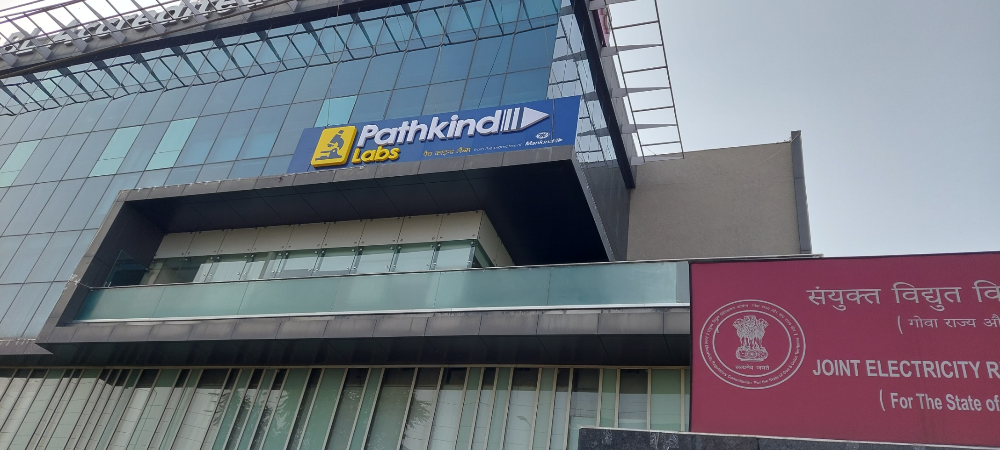 Accredited
Pathkind
Labs
पैथ काइन्ड लैब्स from the promoters of Mankind
संयुक्त विद्युत
( गोवा राज्य
संयुक्त विद्युत विनियामक आयोग गोवा राज्य और संघ राज्य क्षेत्र
सत्यमेव जयते
Joint Electricity Regulatory Commission For the State of Goa & Union Territories
JOINT ELECTRICITY R
( For The State of